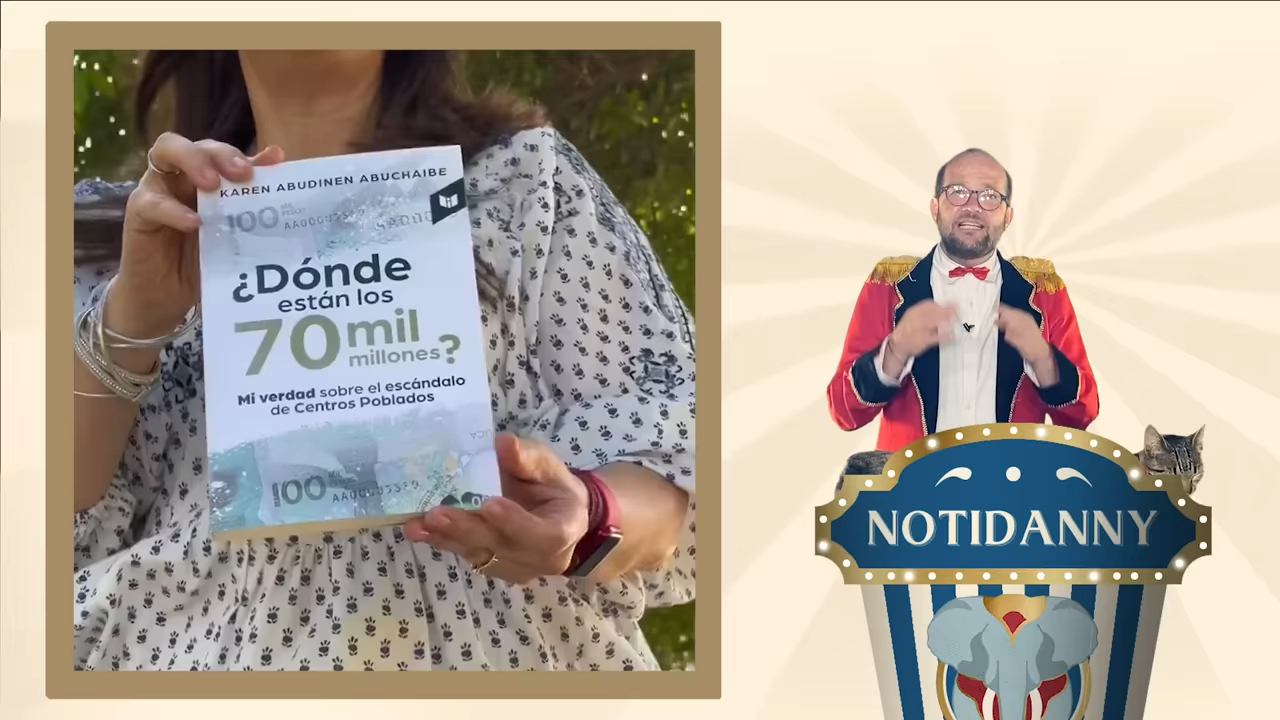 KAREN ABUDINEN ABUCHAIBE
100 MIL
¿Dónde
están los
70 mil
millones?
Mi verdad sobre el escándalo
de Centros Poblados
100
NOTIDANNY